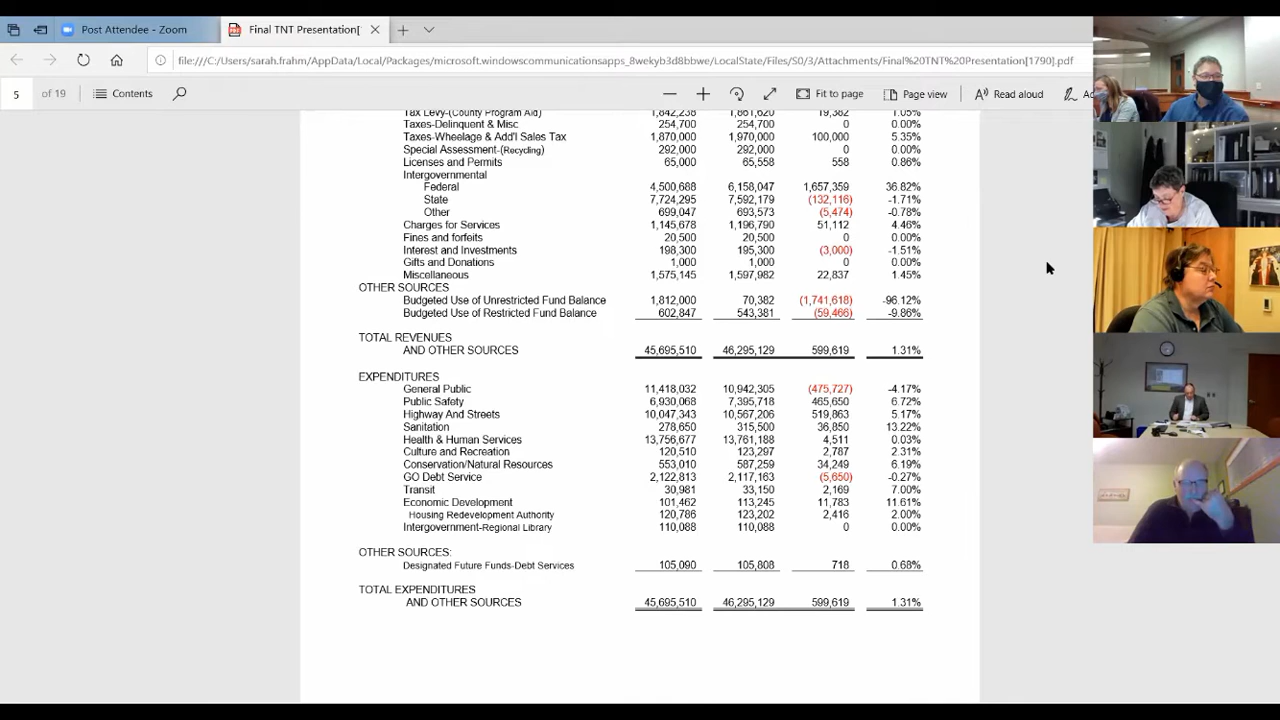 Post Attendee - Zoom
Final TNT Presentation[
file:///C:/Users/sarah.frahm/AppData/Local/Packages/microsoft.windowscommunicationsapps_8wekyb3d8bbwe/LocalState/Files/S0/3/Attachments/Final%20TNT%20Presentation[1790].pdf
5 of 19 Contents Fit to page Page view Read aloud Ad
Tax Levy-(County Program Aid) 1,842,238 1,861,620 19,382 1.05%
Taxes-Delinquent & Misc 254,700 254,700 0 0.00%
Taxes-Wheelage & Add'l Sales Tax 1,870,000 1,970,000 100,000 5.35%
Special Assessment-(Recycling) 292,000 292,000 0 0.00%
Licenses and Permits 65,000 65,558 558 0.86%
Intergovernmental
Federal 4,500,688 6,158,047 1,657,359 36.82%
State 7,724,295 7,592,179 (132,116) -1.71%
Other 699,047 693,573 (5,474) -0.78%
Charges for Services 1,145,678 1,196,790 51,112 4.46%
Fines and forfeits 20,500 20,500 0 0.00%
Interest and Investments 198,300 195,300 (3,000) -1.51%
Gifts and Donations 1,000 1,000 0 0.00%
Miscellaneous 1,575,145 1,597,982 22,837 1.45%
OTHER SOURCES
Budgeted Use of Unrestricted Fund Balance 1,812,000 70,382 (1,741,618) -96.12%
Budgeted Use of Restricted Fund Balance 602,847 543,381 (59,466) -9.86%
TOTAL REVENUES
AND OTHER SOURCES 45,695,510 46,295,129 599,619 1.31%
EXPENDITURES
General Public 11,418,032 10,942,305 (475,727) -4.17%
Public Safety 6,930,068 7,395,718 465,650 6.72%
Highway And Streets 10,047,343 10,567,206 519,863 5.17%
Sanitation 278,650 315,500 36,850 13.22%
Health & Human Services 13,756,677 13,761,188 4,511 0.03%
Culture and Recreation 120,510 123,297 2,787 2.31%
Conservation/Natural Resources 553,010 587,259 34,249 6.19%
GO Debt Service 2,122,813 2,117,163 (5,650) -0.27%
Transit 30,981 33,150 2,169 7.00%
Economic Development 101,462 113,245 11,783 11.61%
Housing Redevelopment Authority 120,786 123,202 2,416 2.00%
Intergovernment-Regional Library 110,088 110,088 0 0.00%
OTHER SOURCES:
Designated Future Funds-Debt Services 105,090 105,808 718 0.68%
TOTAL EXPENDITURES
AND OTHER SOURCES 45,695,510 46,295,129 599,619 1.31%